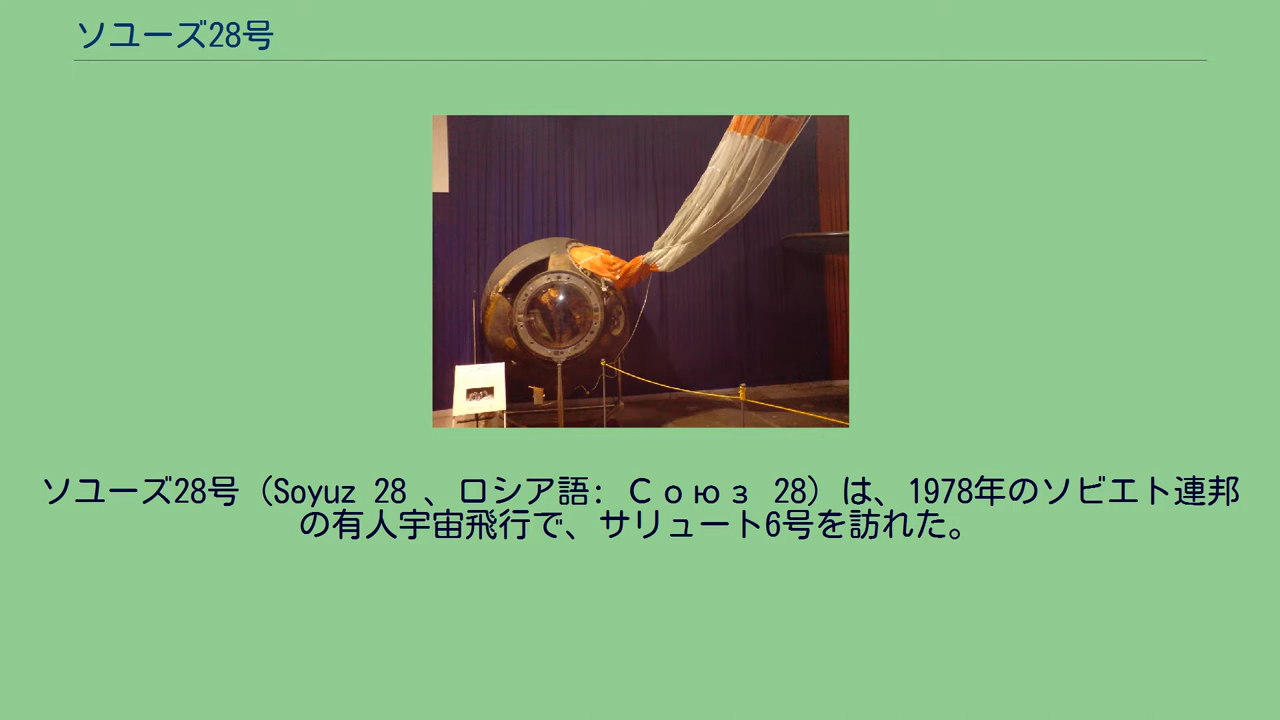 ソユーズ28号
ソユーズ28号（Soyuz 28 、ロシア語: Союз 28）は、1978年のソビエト連邦
の有人宇宙飛行で、サリュート6号を訪れた。